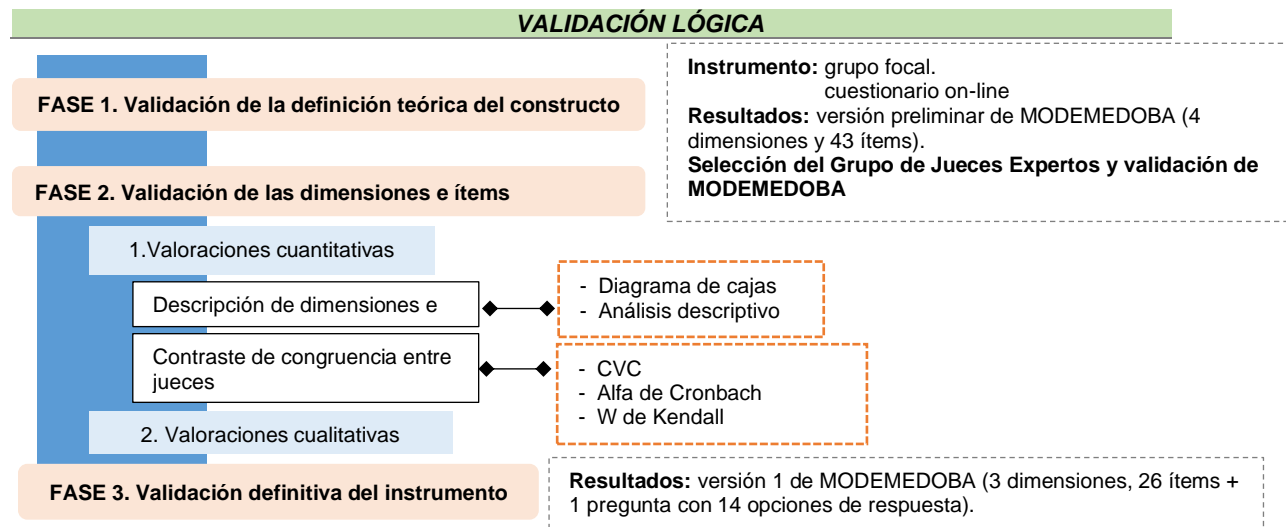 VALIDACIÓN LÓGICA
FASE 1. Validación de la definición teórica del constructo
Instrumento: grupo focal.
cuestionario on-line
Resultados: versión preliminar de MODEMEDOBA (4
dimensiones y 43 ítems).
Selección del Grupo de Jueces Expertos y validación de
MODEMEDOBA
FASE 2. Validación de las dimensiones e ítems
1.Valoraciones cuantitativas
Descripción de dimensiones e
- Diagrama de cajas
- Análisis descriptivo
Contraste de congruencia entre
jueces
- CVC
- Alfa de Cronbach
- W de Kendall
2. Valoraciones cualitativas
FASE 3. Validación definitiva del instrumento
Resultados: versión 1 de MODEMEDOBA (3 dimensiones, 26 ítems +
1 pregunta con 14 opciones de respuesta).